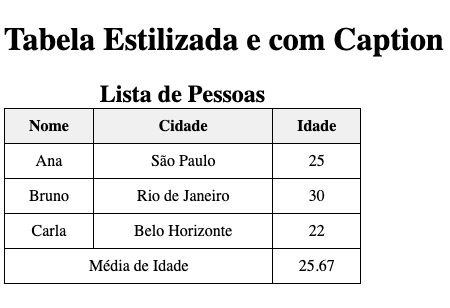 Tabela Estilizada e com Caption
Lista de Pessoas
Nome Cidade Idade
Ana São Paulo 25
Bruno Rio de Janeiro 30
Carla Belo Horizonte 22
Média de Idade 25.67